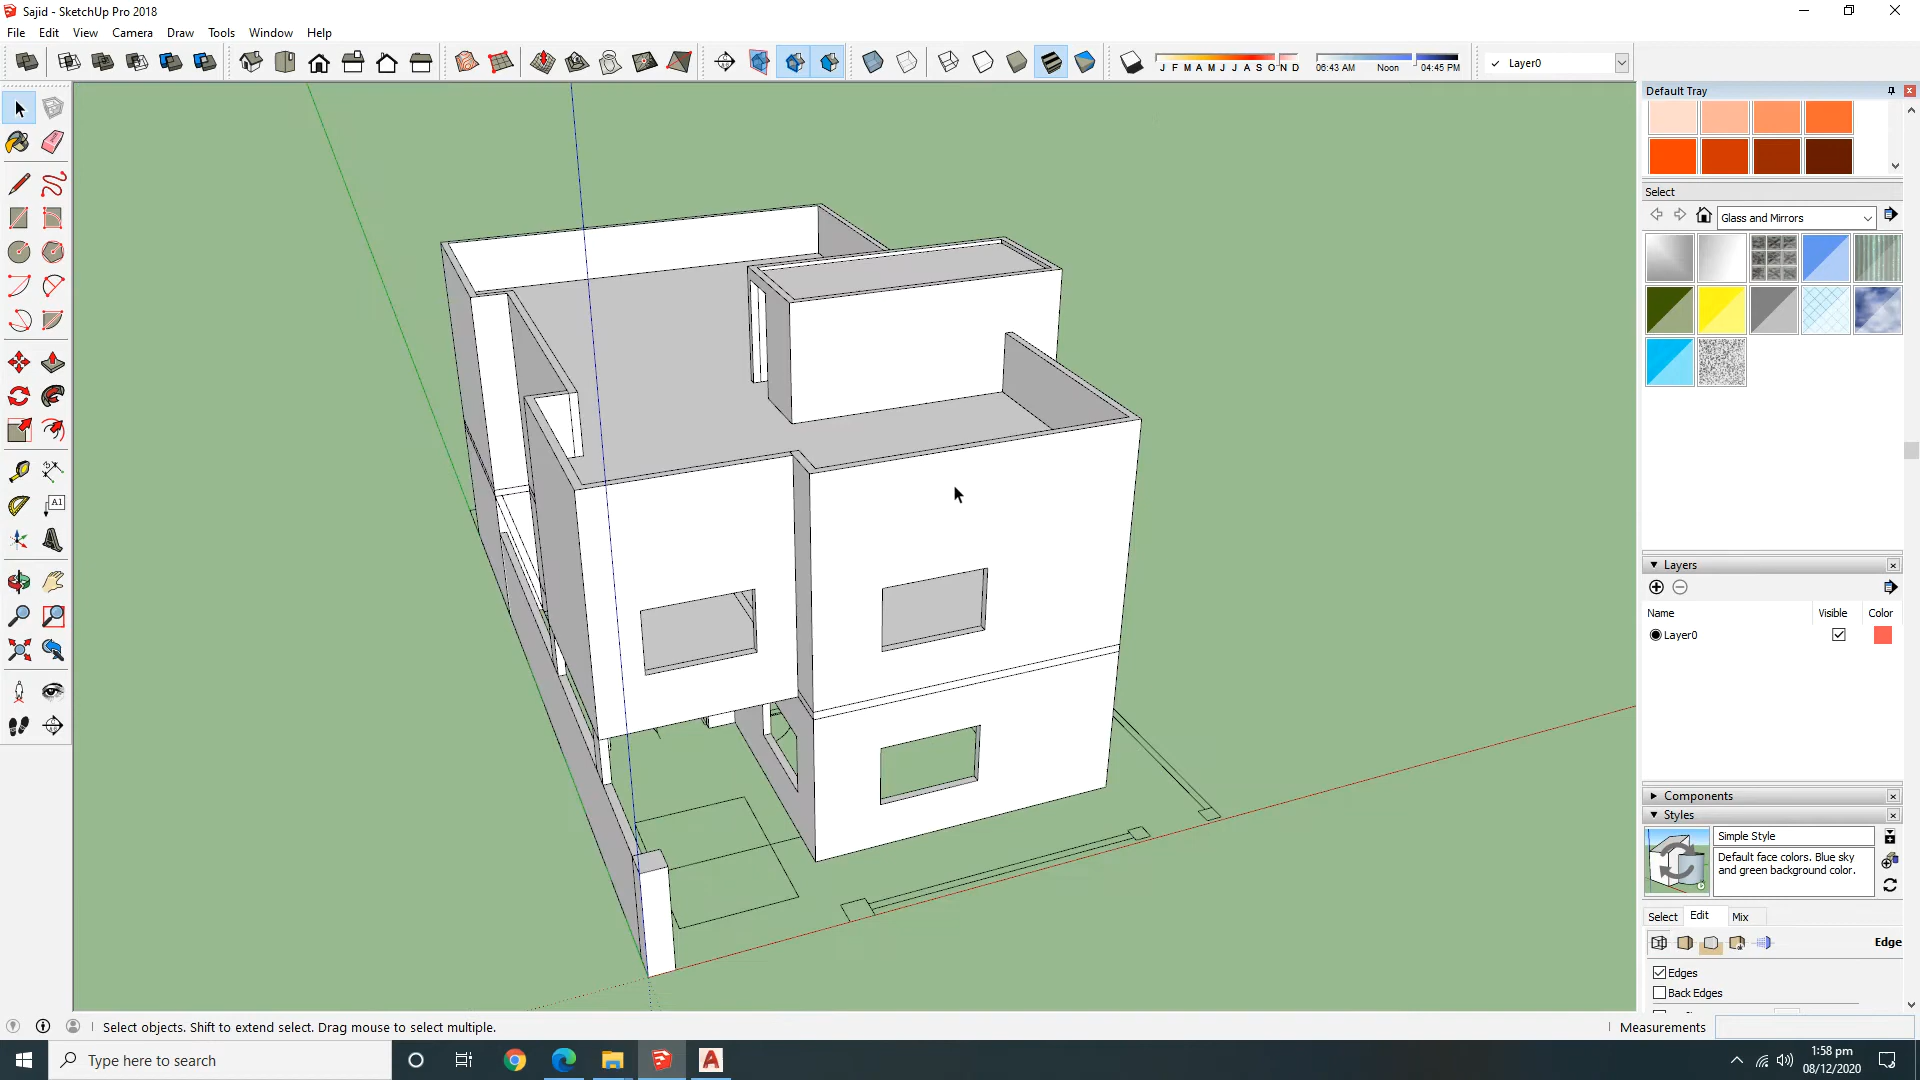 Sajid - SketchUp Pro 2018
File Edit View Camera Draw Tools Window Help
J F M A M J J A S O N D
06:43 AM Noon 04:45 PM
Layer0
Default Tray
Select
Glass and Mirrors
A1
Layers
Name Visible Color
Layer0
Components
Styles
Simple Style
Default face colors. Blue sky
and green background color.
Select Edit Mix
Edge
Edges
Back Edges
Select objects. Shift to extend select. Drag mouse to select multiple.
Measurements
Type here to search
1:58 pm
08/12/2020